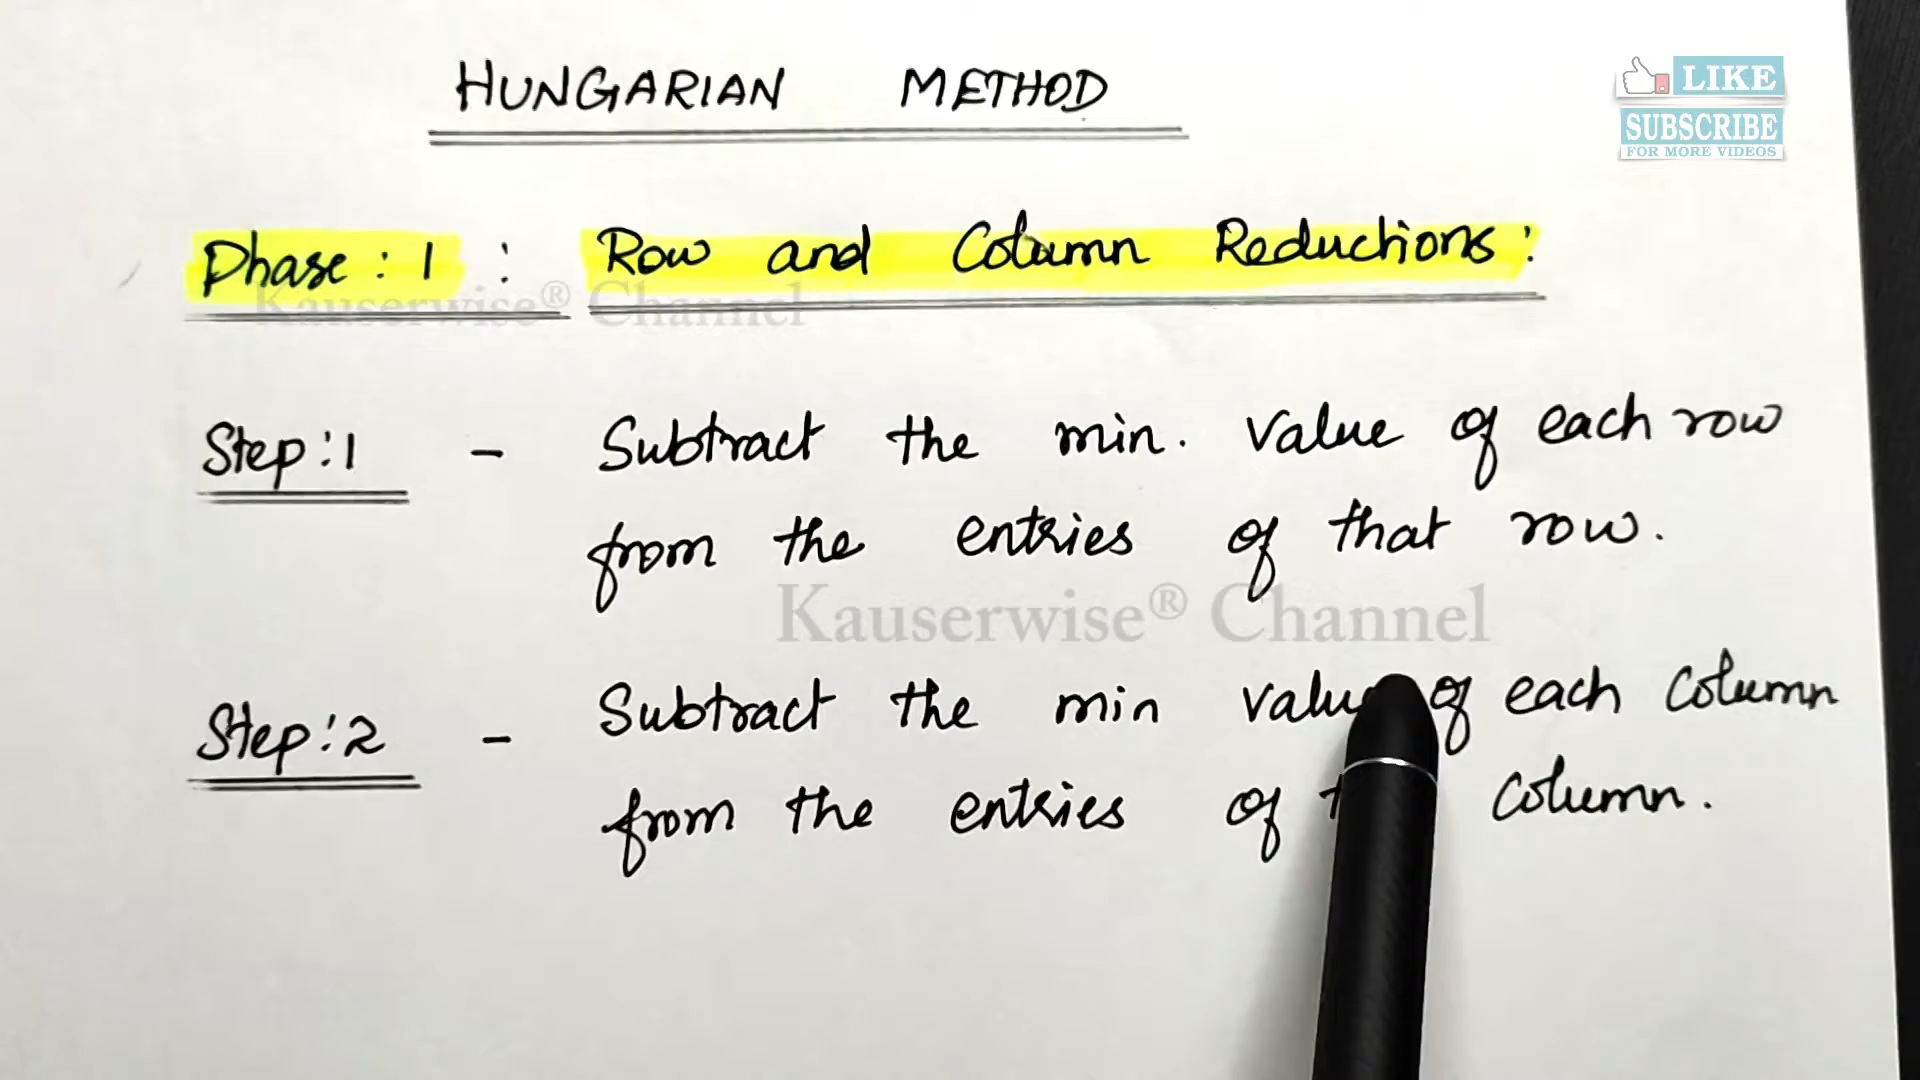 HUNGARIAN METHOD
LIKE
SUBSCRIBE
FOR MORE VIDEOS
Phase : 1 : Row and Column Reductions :
Kauserwise® Channel
Step:1 - Subtract the min. value of each row
from the entries of that row.
Kauserwise® Channel
Step:2 - Subtract the min value of each column
from the entries of column.